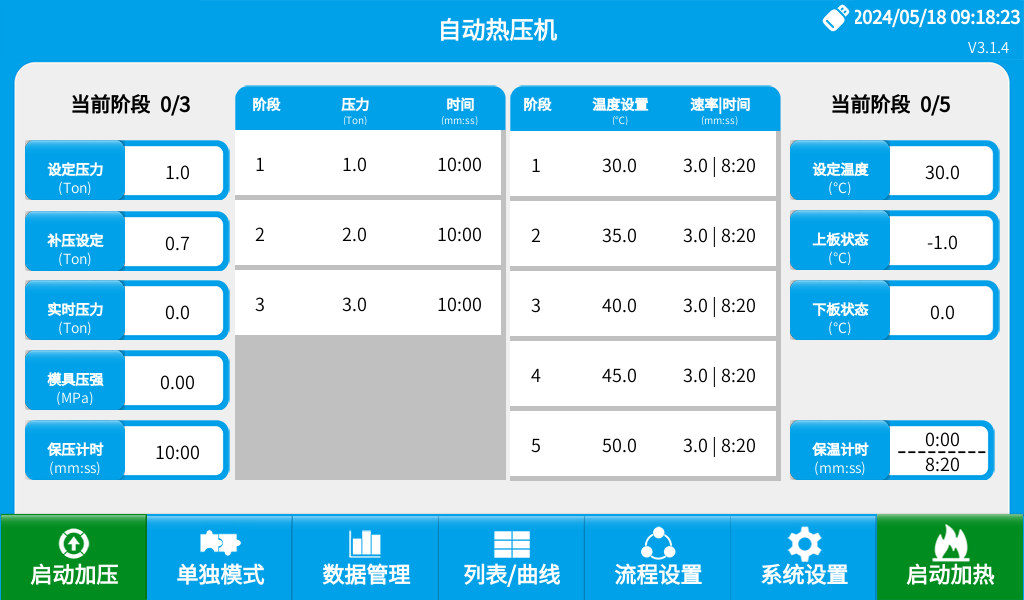 自动热压机
2024/05/18 09:18:23
V3.1.4
当前阶段 0/3
设定压力
(Ton)
1.0
补压设定
(Ton)
0.7
实时压力
(Ton)
0.0
模具压强
(MPa)
0.00
保压计时
(mm:ss)
10:00
阶段 压力 时间
(Ton) (mm:ss)
1 1.0 10:00
2 2.0 10:00
3 3.0 10:00
阶段 温度设置 速率|时间
(℃) (mm:ss)
1 30.0 3.0 | 8:20
2 35.0 3.0 | 8:20
3 40.0 3.0 | 8:20
4 45.0 3.0 | 8:20
5 50.0 3.0 | 8:20
当前阶段 0/5
设定温度
(℃)
30.0
上板状态
(℃)
-1.0
下板状态
(℃)
0.0
保温计时
(mm:ss)
0:00
8:20
启动加压 单独模式 数据管理 列表/曲线 流程设置 系统设置 启动加热